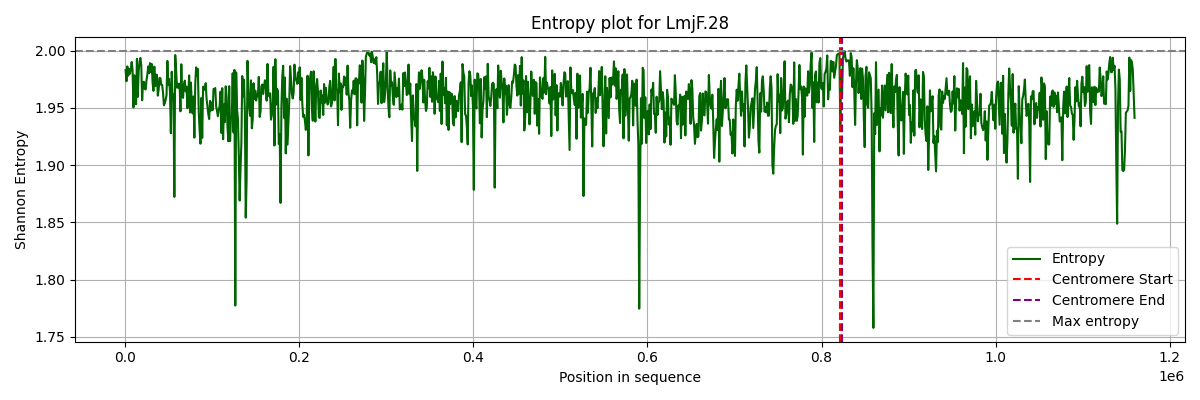 Entropy plot for LmjF.28
Shannon Entropy
2.00
1.95
1.90
1.85
1.80
1.75
Entropy
Centromere Start
Centromere End
Max entropy
0.0 0.2 0.4 0.6 0.8 1.0 1.2
1e6
Position in sequence